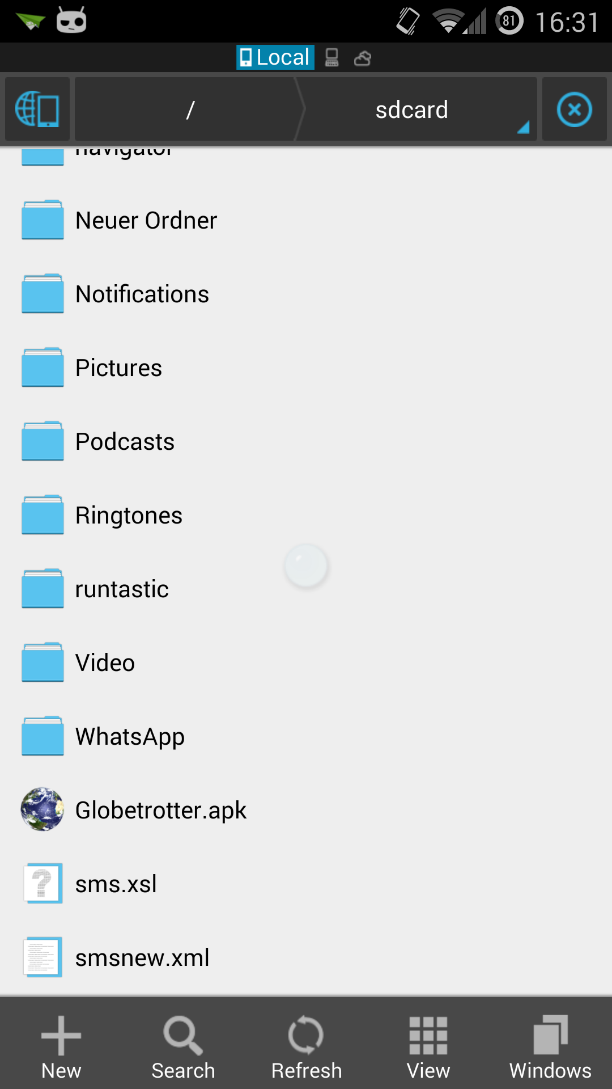 81 16:31
Local
/ sdcard
navigator
Neuer Ordner
Notifications
Pictures
Podcasts
Ringtones
runtastic
Video
WhatsApp
Globetrotter.apk
?
sms.xsl
smsnew.xml
New Search Refresh View Windows